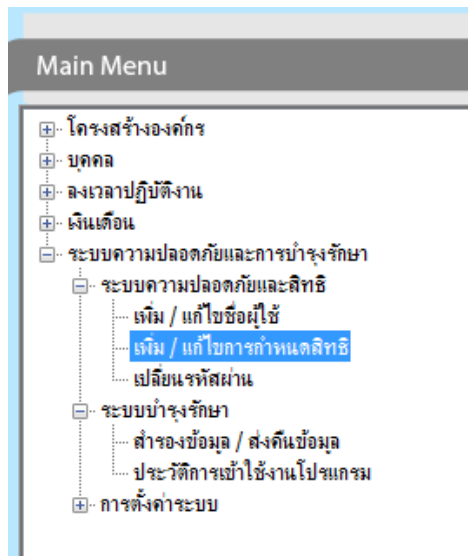 Main Menu
โครงสร้างองค์กร
บุคคล
ลงเวลาปฏิบัติงาน
เงินเดือน
ระบบความปลอดภัยและการบำรุงรักษา
ระบบความปลอดภัยและสิทธิ
เพิ่ม / แก้ไขชื่อผู้ใช้
เพิ่ม / แก้ไขการกำหนดสิทธิ
เปลี่ยนรหัสผ่าน
ระบบบำรุงรักษา
สำรองข้อมูล / ส่งคืนข้อมูล
ประวัติการเข้าใช้งานโปรแกรม
การตั้งค่าระบบ